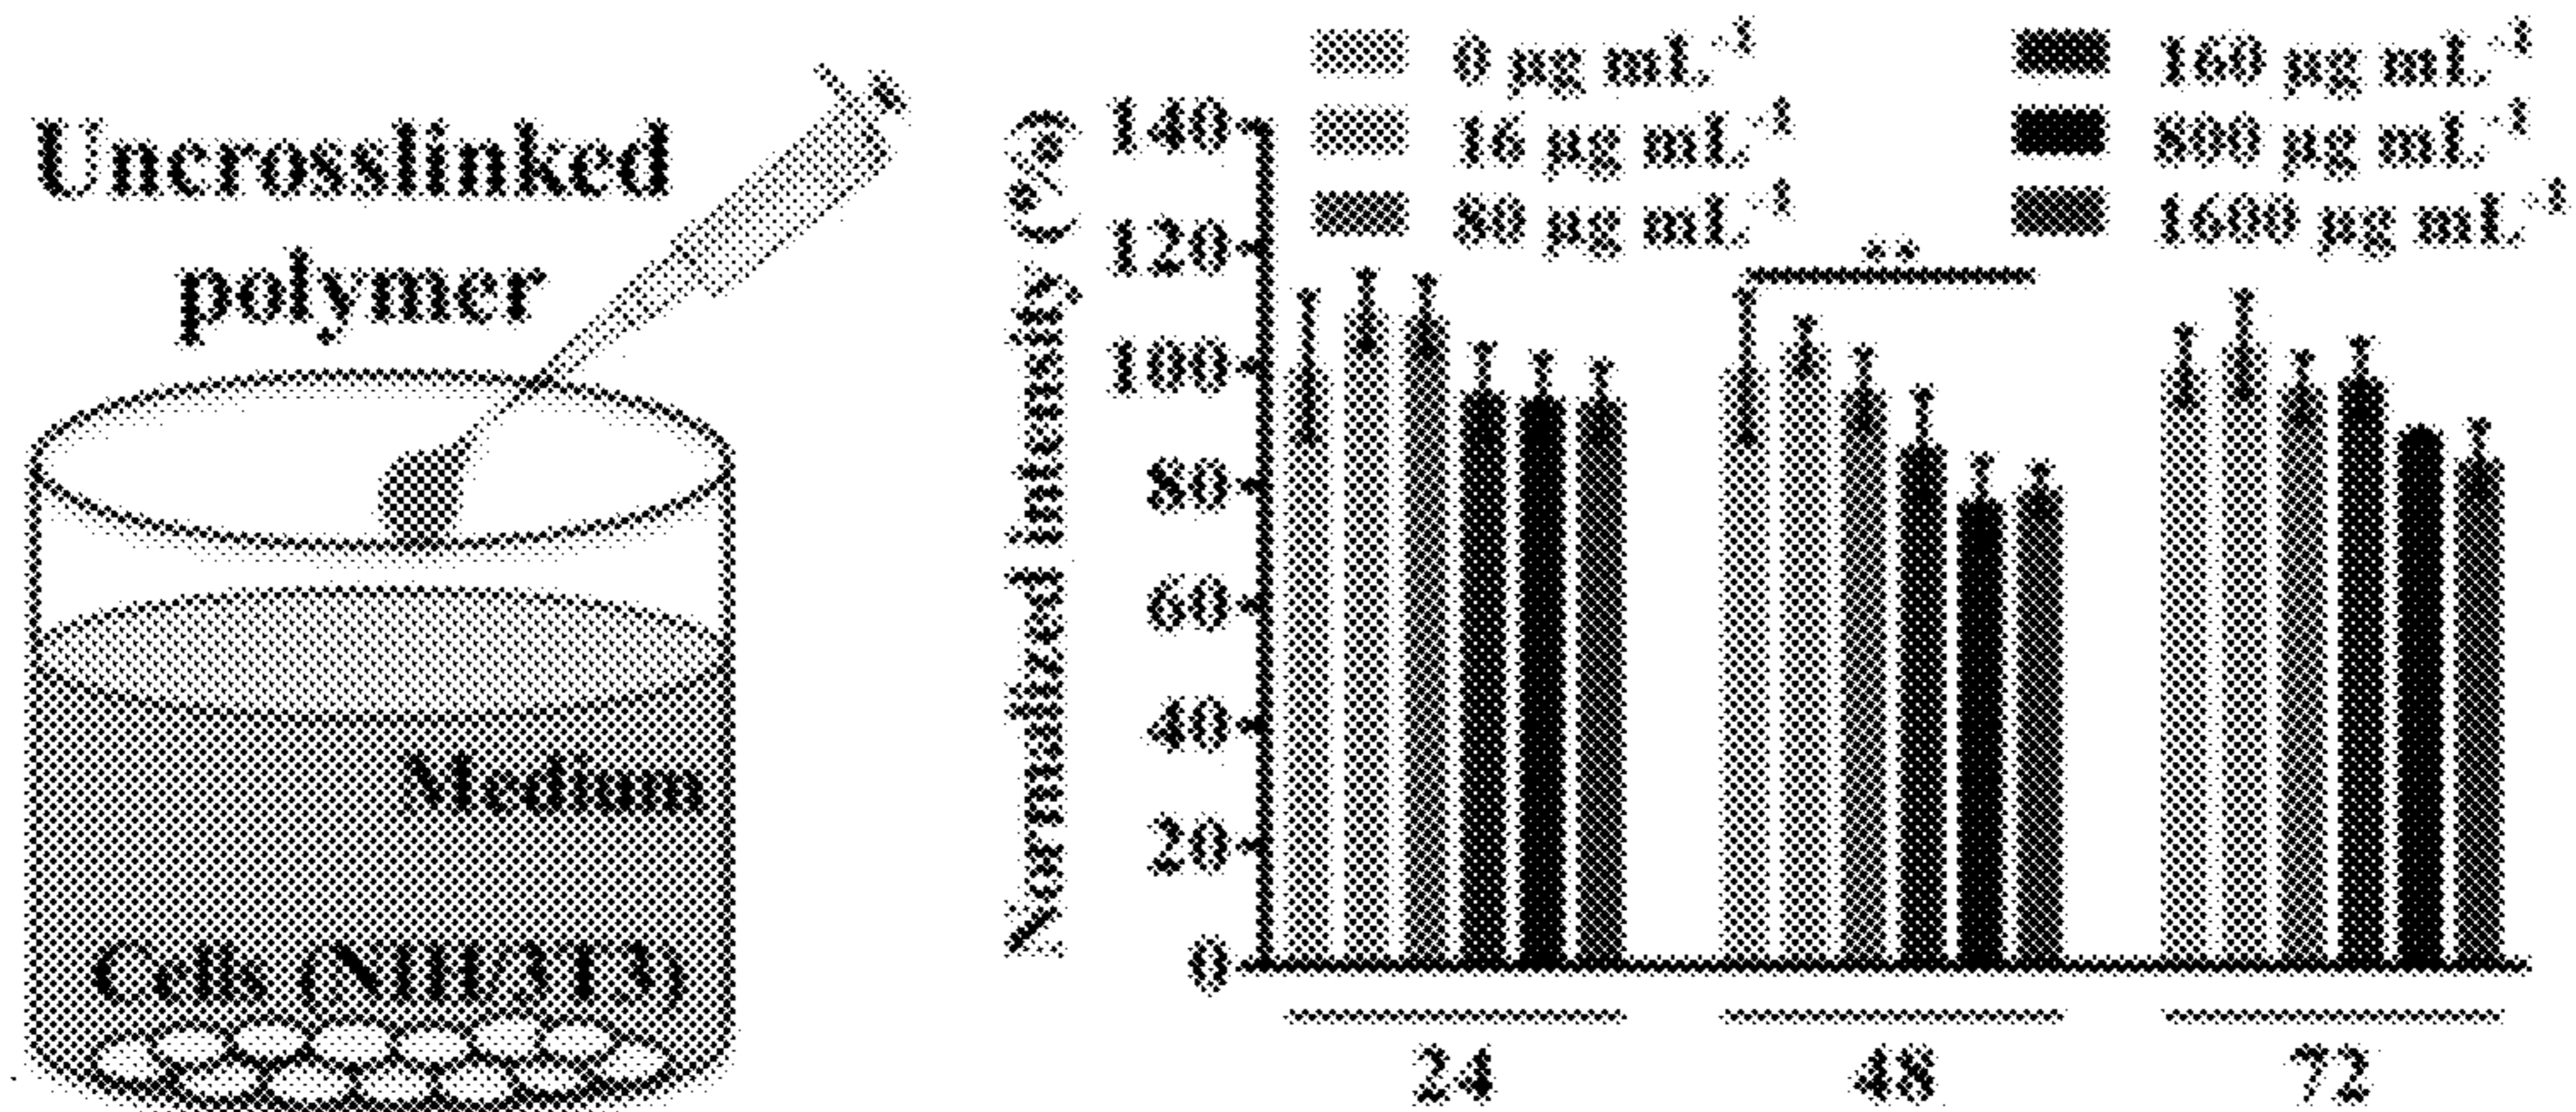 Uncrosslinked
polymer
Medium
Cells (NIH/3T3)
Normalized intensity (%)
140
120
100
80
60
40
20
0
0 µg mL⁻¹
16 µg mL⁻¹
80 µg mL⁻¹
160 µg mL⁻¹
800 µg mL⁻¹
1600 µg mL⁻¹
**
24
48
72